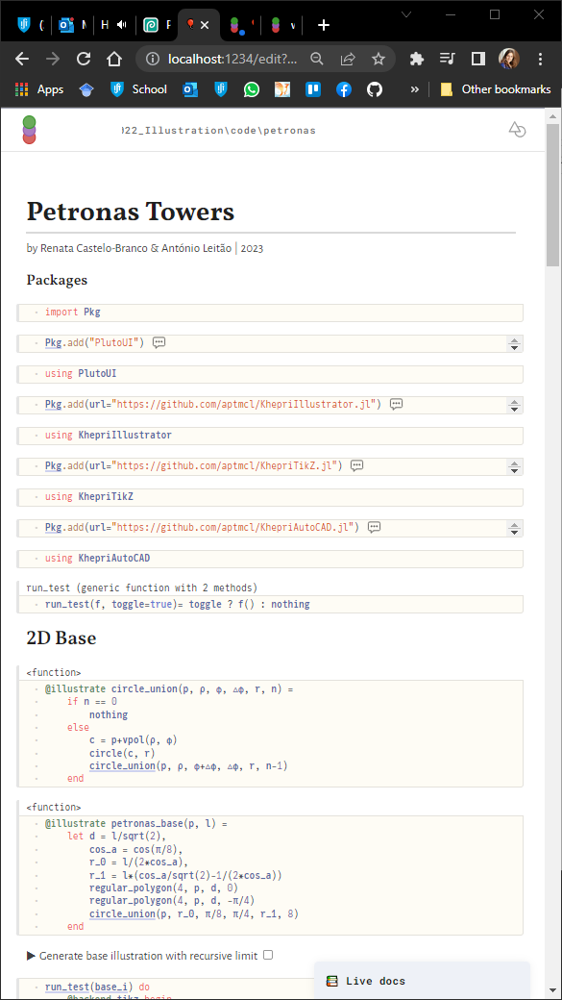 (
M
H
F
localhost:1234/edit?...
Apps
School
Other bookmarks
022_Illustration\code\petronas
Petronas Towers
by Renata Castelo-Branco & António Leitão | 2023
Packages
import Pkg
Pkg.add("PlutoUI")
using PlutoUI
Pkg.add(url="https://github.com/aptmcl/KhepriIllustrator.jl")
using KhepriIllustrator
Pkg.add(url="https://github.com/aptmcl/KhepriTikZ.jl")
using KhepriTikZ
Pkg.add(url="https://github.com/aptmcl/KhepriAutoCAD.jl")
using KhepriAutoCAD
run_test (generic function with 2 methods)
run_test(f, toggle=true)= toggle ? f() : nothing
2D Base
<function>
@illustrate circle_union(p, ρ, φ, △φ, r, n) =
if n == 0
nothing
else
c = p+vpol(ρ, φ)
circle(c, r)
circle_union(p, ρ, φ+△φ, △φ, r, n-1)
end
<function>
@illustrate petronas_base(p, l) =
let d = l/sqrt(2),
cos_a = cos(π/8),
r_0 = l/(2*cos_a),
r_1 = l*(cos_a/sqrt(2)-1/(2*cos_a))
regular_polygon(4, p, d, 0)
regular_polygon(4, p, d, -π/4)
circle_union(p, r_0, π/8, π/4, r_1, 8)
end
▶ Generate base illustration with recursive limit
run_test(base_i) do
@backend tikz begin
Live docs